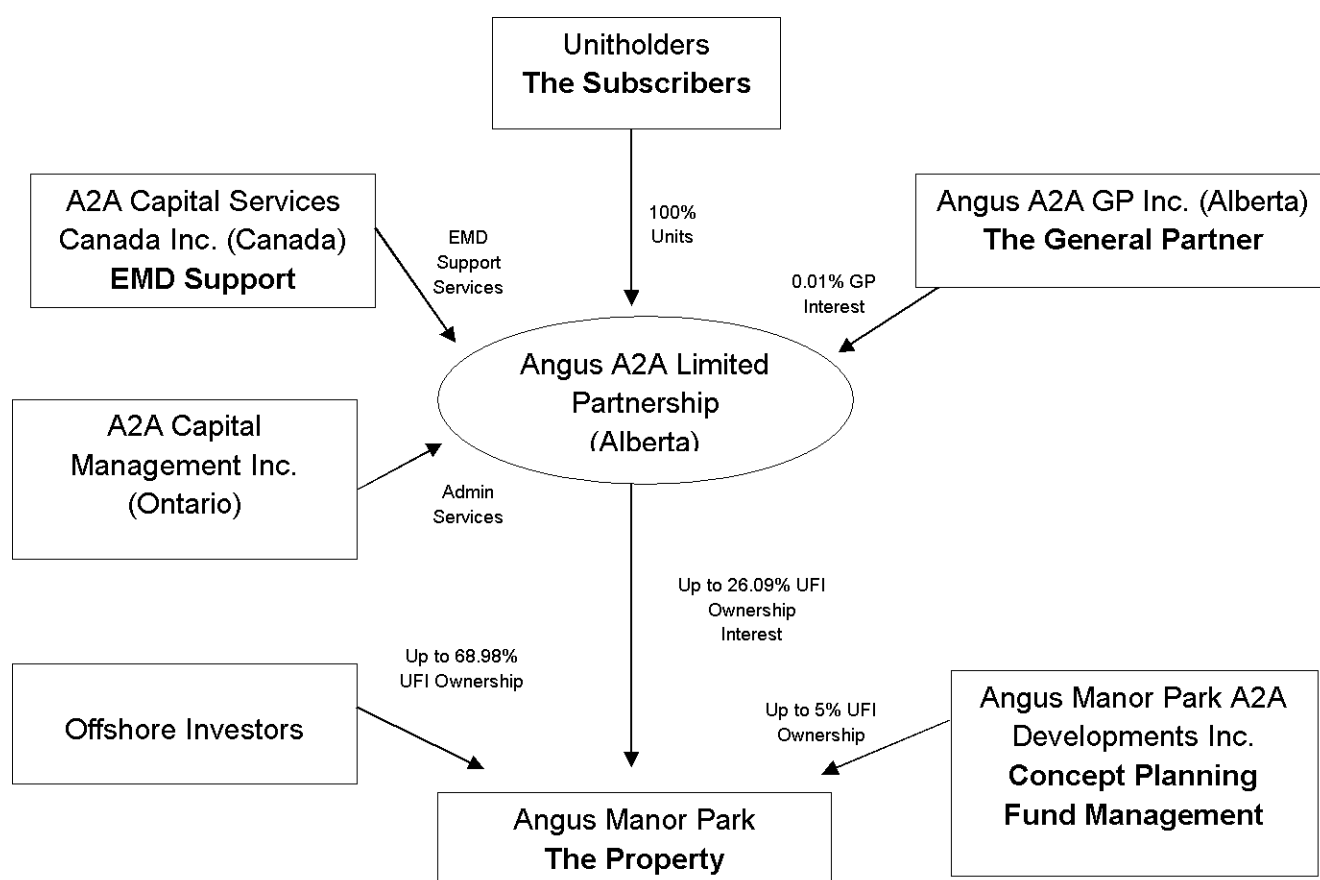 Unitholders
The Subscribers
A2A Capital Services
Canada Inc. (Canada)
EMD Support
EMD
Support
Services
100%
Units
Angus A2A GP Inc. (Alberta)
The General Partner
0.01% GP
Interest
Angus A2A Limited
Partnership
(Alberta)
A2A Capital
Management Inc.
(Ontario)
Admin
Services
Up to 26.09% UFI
Ownership
Interest
Up to 68.98%
UFI Ownership
Offshore Investors
Up to 5% UFI
Ownership
Angus Manor Park A2A
Developments Inc.
Concept Planning
Fund Management
Angus Manor Park
The Property